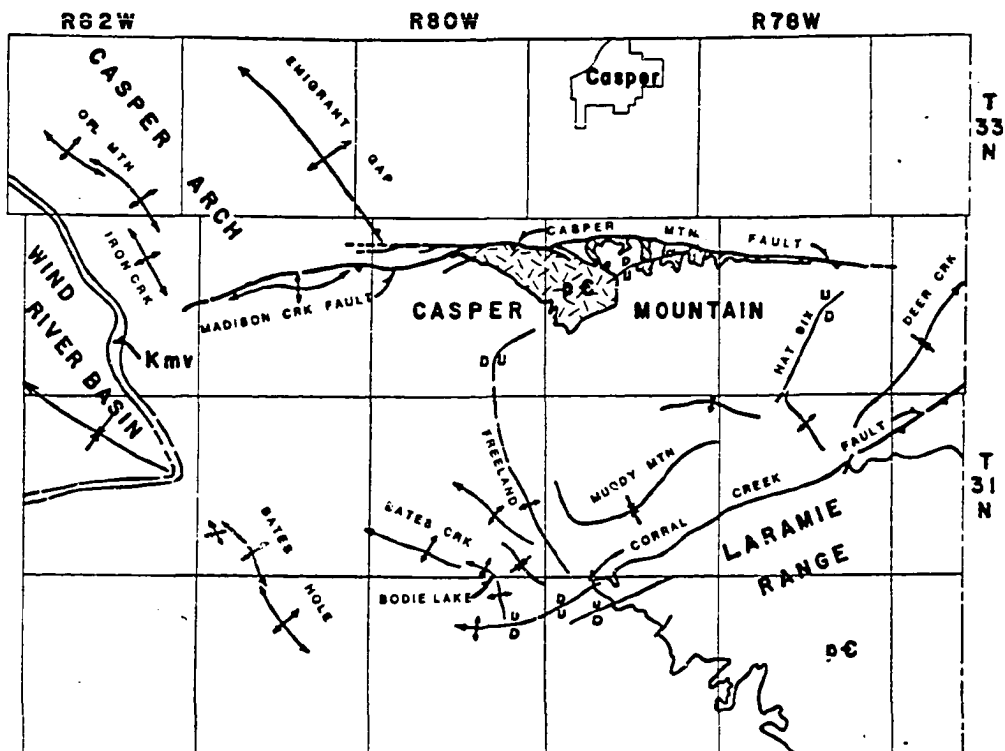 R82W
R80W
R78W
Casper
T
33
N
CASPER
ARCH
EMIGRANT
GAP
OIL MTN
IRON CRK
WIND
RIVER BASIN
CASPER MTN FAULT
MADISON CRK FAULT
CASPER
MOUNTAIN
p€
D
U
Kmv
D U
U
D
HAT SIX
DEER CRK
FREELAND
MUDDY MTN
CORRAL
CREEK
FAULT
T
31
N
LARAMIE
RANGE
BATES
HOLE
BATES CRK
BODIE LAKE
U
D
D
U
U
D
p€